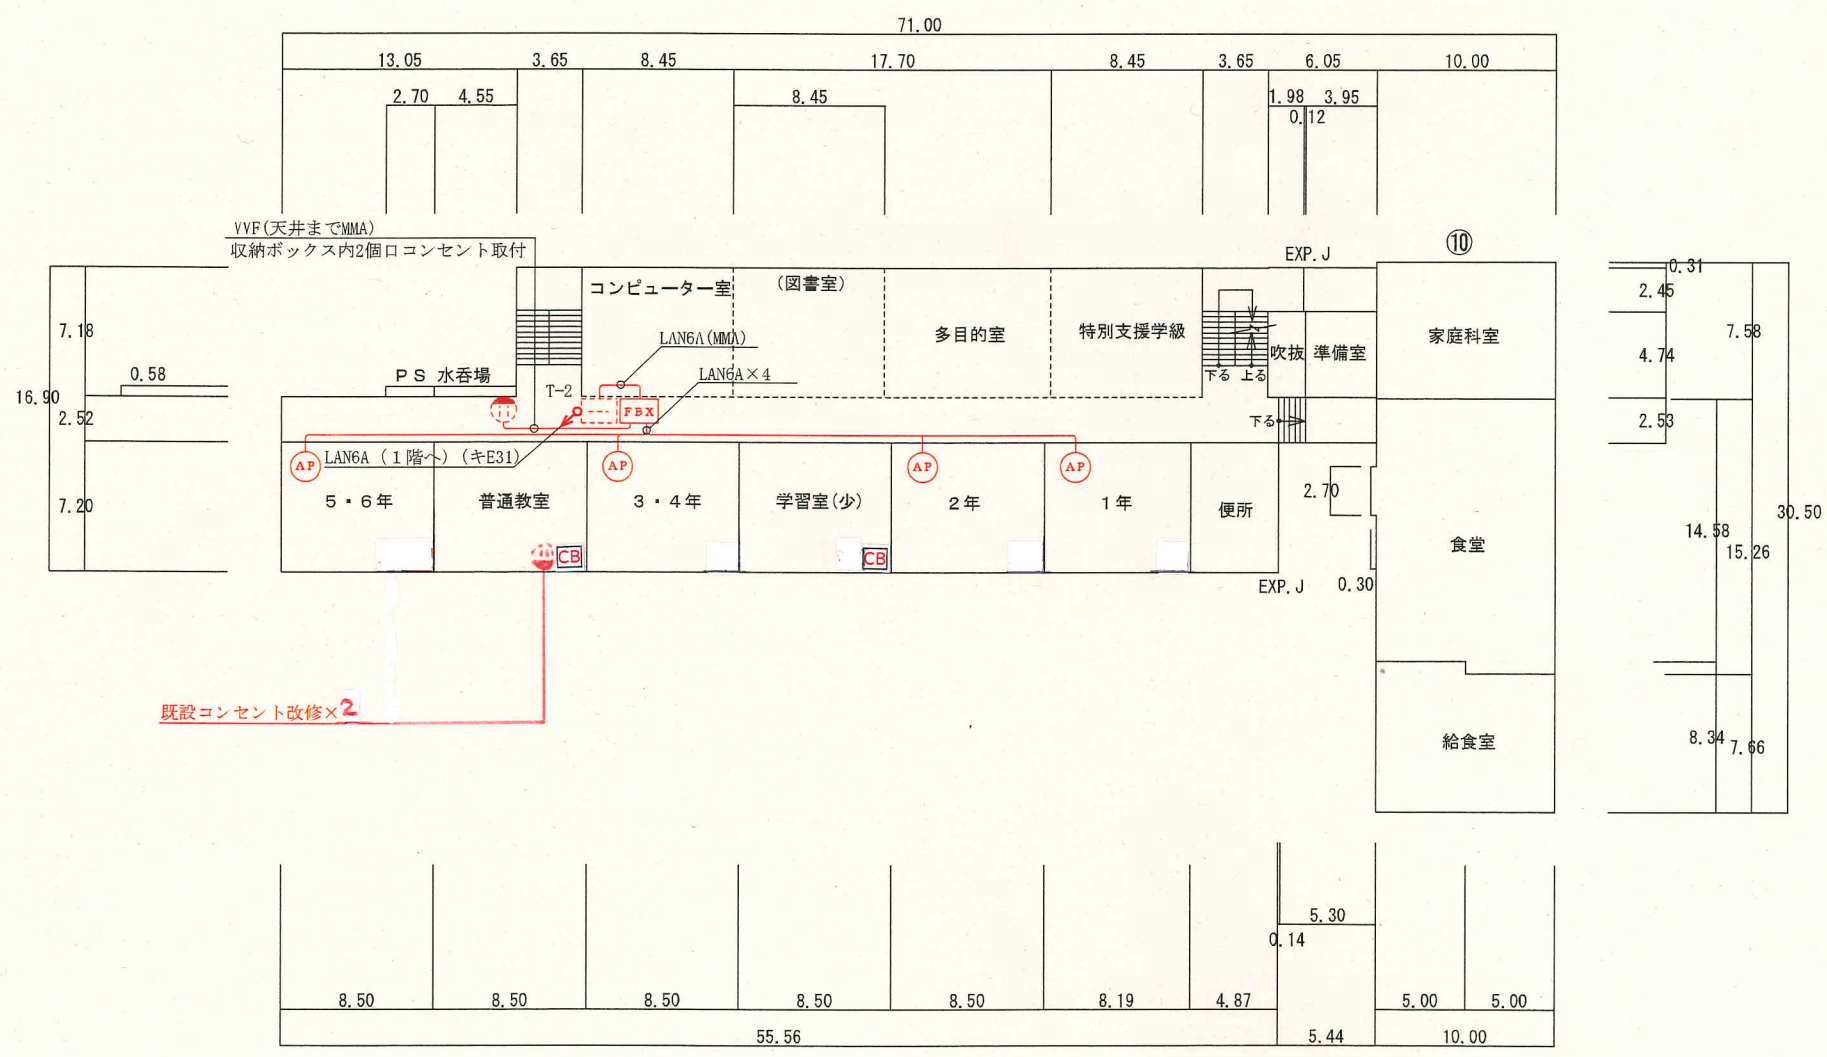 71.00
13.05 3.65 8.45 17.70 8.45 3.65 6.05 10.00
2.70 4.55 8.45 1.98 3.95
0.12
VVF(天井までMMA)
収納ボックス内2個口コンセント取付
⑩
EXP.J
コンピューター室 (図書室)
0.31
2.45
7.18
LAN6A(MMA)
多目的室 特別支援学級
吹抜 準備室
家庭科室
7.58
4.74
0.58
PS 水呑場
T-2
LAN6A×4
下る 上る
16.90
2.52
FBX
下る
2.53
AP
LAN6A (1階へ) (キE31)
AP
AP
AP
7.20
5・6年 普通教室 3・4年 学習室(少) 2年 1年 便所
2.70
食堂
14.58
15.26
30.50
CB
CB
EXP.J 0.30
既設コンセント改修×2
給食室
8.34
7.66
5.30
0.14
8.50 8.50 8.50 8.50 8.50 8.19 4.87 5.00 5.00
55.56 5.44 10.00